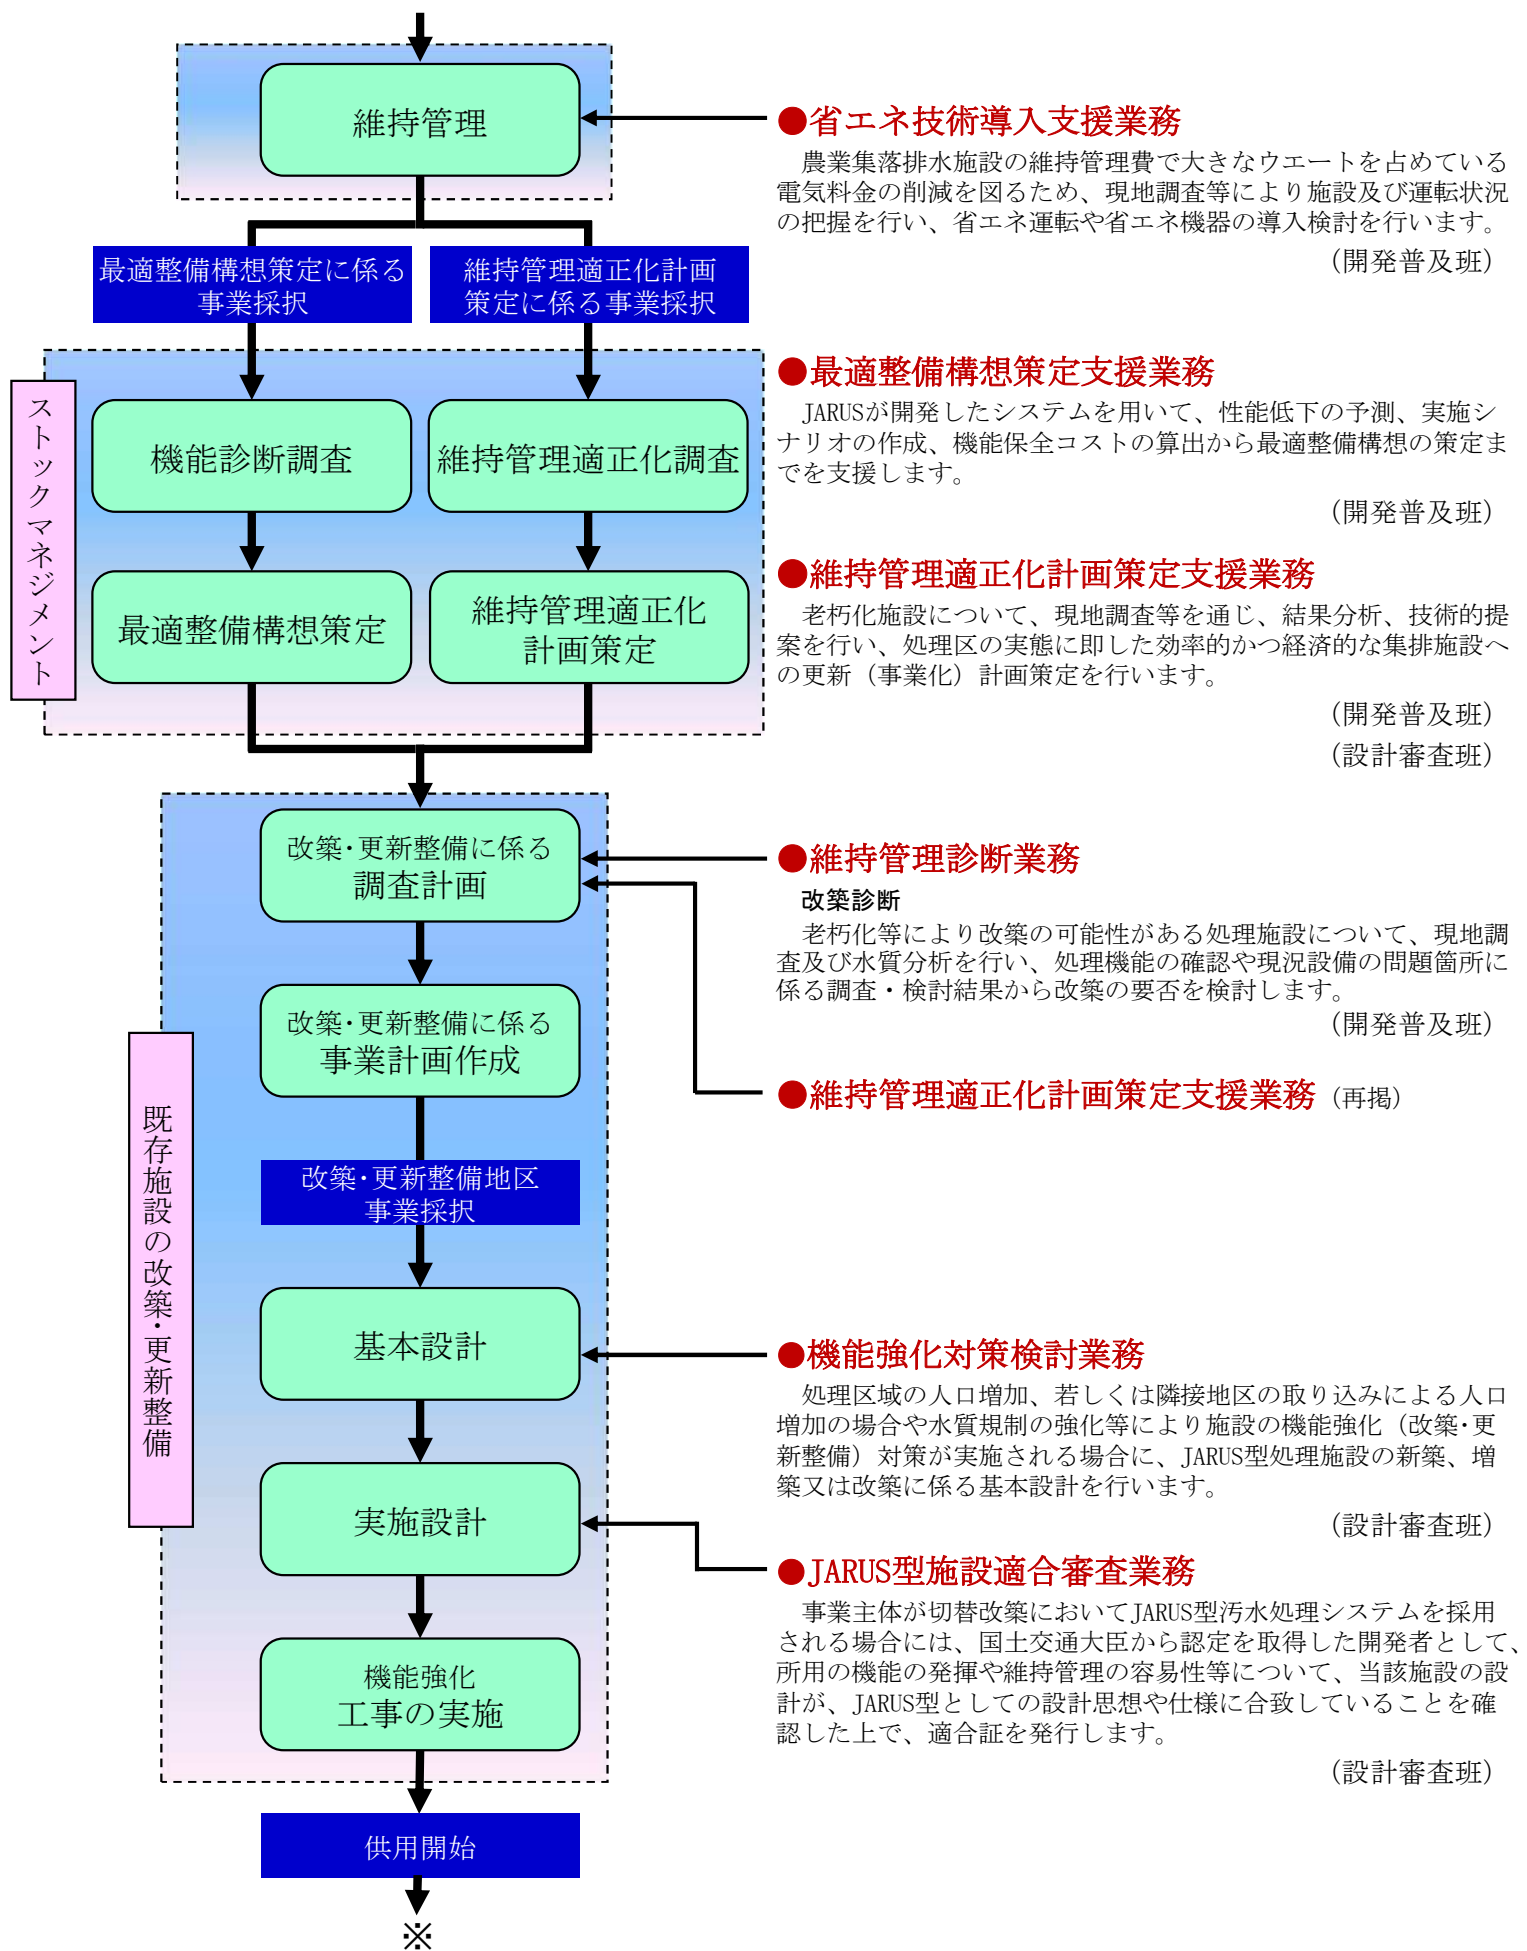 維持管理
●省エネ技術導入支援業務
農業集落排水施設の維持管理費で大きなウエートを占めている
電気料金の削減を図るため、現地調査等により施設及び運転状況
の把握を行い、省エネ運転や省エネ機器の導入検討を行います。
（開発普及班）
最適整備構想策定に係る
事業採択
維持管理適正化計画
策定に係る事業採択
ストックマネジメント
機能診断調査
維持管理適正化調査
最適整備構想策定
維持管理適正化
計画策定
●最適整備構想策定支援業務
JARUSが開発したシステムを用いて、性能低下の予測、実施シ
ナリオの作成、機能保全コストの算出から最適整備構想の策定ま
でを支援します。
（開発普及班）
●維持管理適正化計画策定支援業務
老朽化施設について、現地調査等を通じ、結果分析、技術的提
案を行い、処理区の実態に即した効率的かつ経済的な集排施設へ
の更新（事業化）計画策定を行います。
（開発普及班）
（設計審査班）
既存施設の改築・更新整備
改築・更新整備に係る
調査計画
改築・更新整備に係る
事業計画作成
改築・更新整備地区
事業採択
基本設計
実施設計
機能強化
工事の実施
●維持管理診断業務
改築診断
老朽化等により改築の可能性がある処理施設について、現地調
査及び水質分析を行い、処理機能の確認や現況設備の問題箇所に
係る調査・検討結果から改築の要否を検討します。
（開発普及班）
●維持管理適正化計画策定支援業務（再掲）
●機能強化対策検討業務
処理区域の人口増加、若しくは隣接地区の取り込みによる人口
増加の場合や水質規制の強化等により施設の機能強化（改築・更
新整備）対策が実施される場合に、JARUS型処理施設の新築、増
築又は改築に係る基本設計を行います。
（設計審査班）
●JARUS型施設適合審査業務
事業主体が切替改築においてJARUS型汚水処理システムを採用
される場合には、国土交通大臣から認定を取得した開発者として、
所用の機能の発揮や維持管理の容易性等について、当該施設の設
計が、JARUS型としての設計思想や仕様に合致していることを確
認した上で、適合証を発行します。
（設計審査班）
供用開始
※